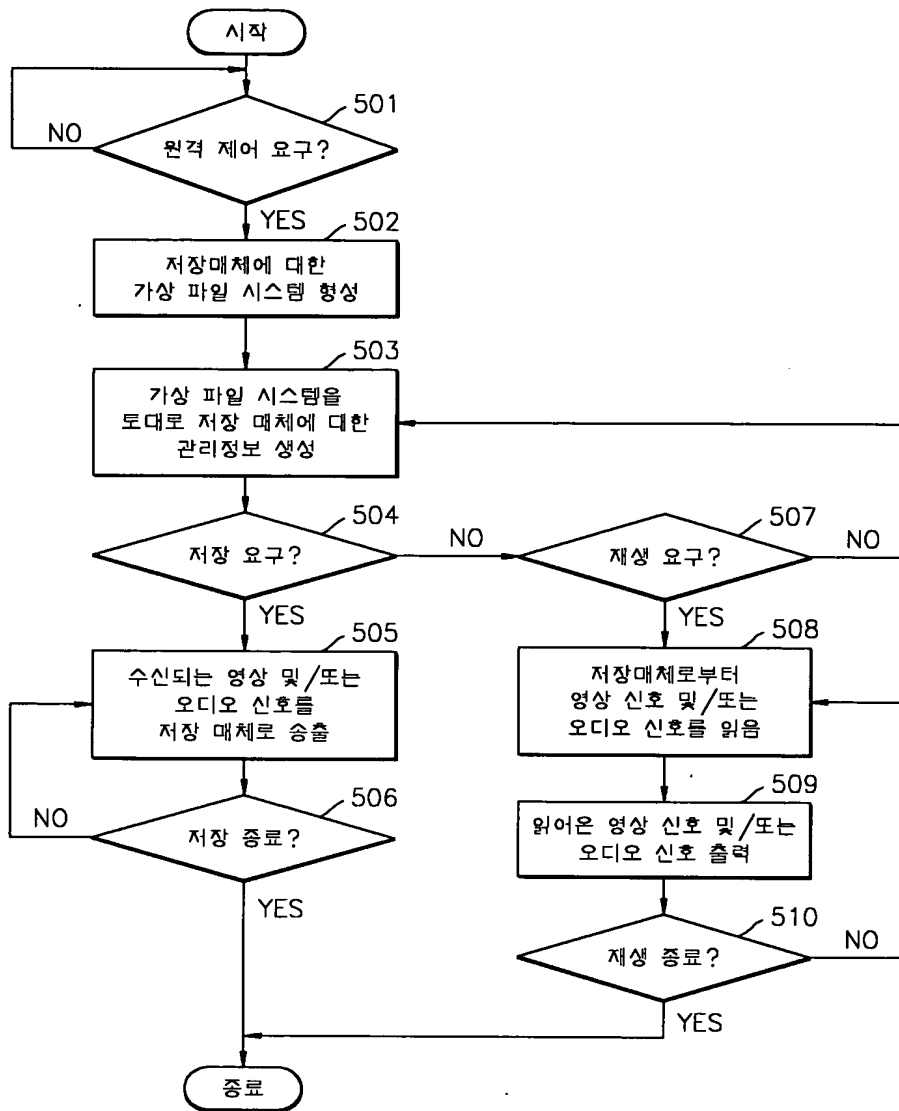 시작
501
NO
원격 제어 요구?
YES
502
저장매체에 대한
가상 파일 시스템 형성
503
가상 파일 시스템을
토대로 저장 매체에 대한
관리정보 생성
504
저장 요구?
NO
YES
507
재생 요구?
NO
YES
505
수신되는 영상 및/또는
오디오 신호를
저장 매체로 송출
508
저장매체로부터
영상 신호 및/또는
오디오 신호를 읽음
506
NO
저장 종료?
YES
509
읽어온 영상 신호 및/또는
오디오 신호 출력
510
재생 종료?
NO
YES
종료